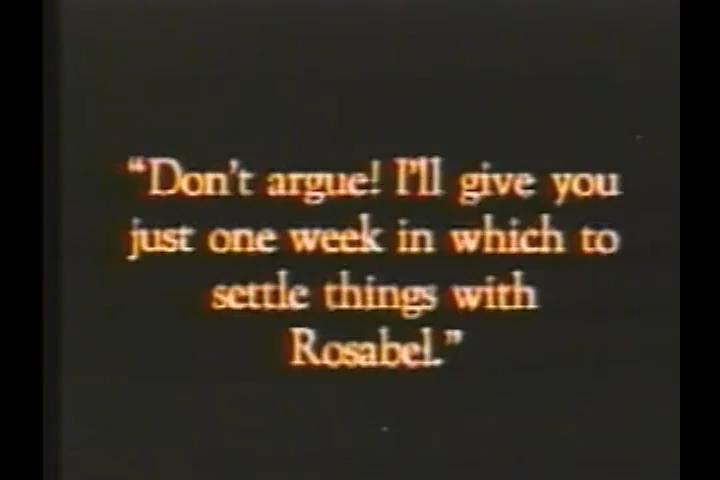 “Don't argue! I'll give you
just one week in which to
settle things with
Rosabel.”